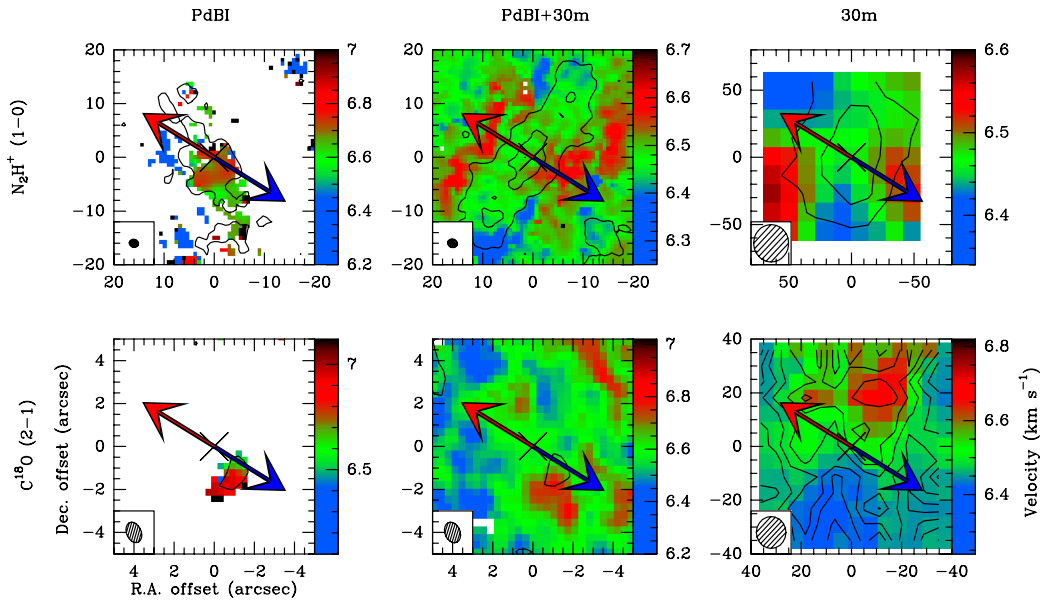 PdBI PdBI+30m 30m
N₂H⁺ (1−0)
20 10 0 −10 −20
20 10 0 −10 −20
7 6.8 6.6 6.4 6.2
20 10 0 −10 −20
20 10 0 −10 −20
6.7 6.6 6.5 6.4 6.3
50 0 −50
50 0 −50
6.6 6.5 6.4
C¹⁸O (2−1)
Dec. offset (arcsec)
4 2 0 −2 −4
4 2 0 −2 −4
R.A. offset (arcsec)
7 6.5
4 2 0 −2 −4
4 2 0 −2 −4
7 6.8 6.6 6.4 6.2
40 20 0 −20 −40
40 20 0 −20 −40
6.8 6.6 6.4
Velocity (km s⁻¹)